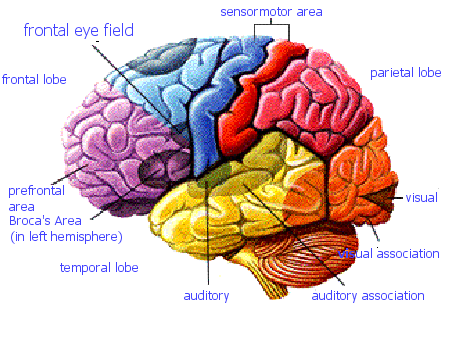 sensormotor area
frontal eye field
parietal lobe
frontal lobe
prefrontal
area
Broca's Area
(in left hemisphere)
visual
visual association
temporal lobe
auditory
auditory association